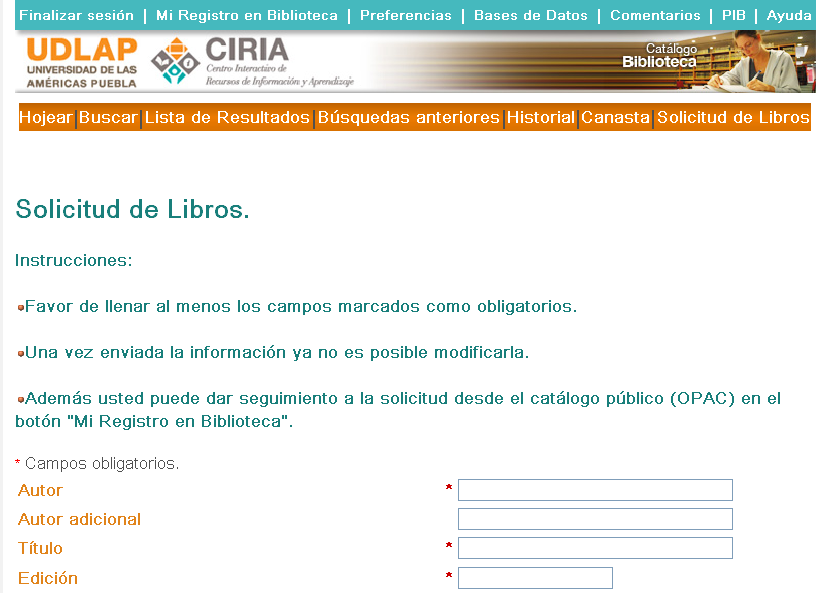 Finalizar sesión | Mi Registro en Biblioteca | Preferencias | Bases de Datos | Comentarios | PIB | Ayuda
UDLAP
UNIVERSIDAD DE LAS
AMÉRICAS PUEBLA
CIRIA
Centro Interactivo de
Recursos de Información y Aprendizaje
Catálogo
Biblioteca
Hojear|Buscar|Lista de Resultados|Búsquedas anteriores|Historial|Canasta|Solicitud de Libros
Solicitud de Libros.
Instrucciones:
Favor de llenar al menos los campos marcados como obligatorios.
Una vez enviada la información ya no es posible modificarla.
Además usted puede dar seguimiento a la solicitud desde el catálogo público (OPAC) en el
botón "Mi Registro en Biblioteca".
* Campos obligatorios.
Autor *
Autor adicional
Título *
Edición *